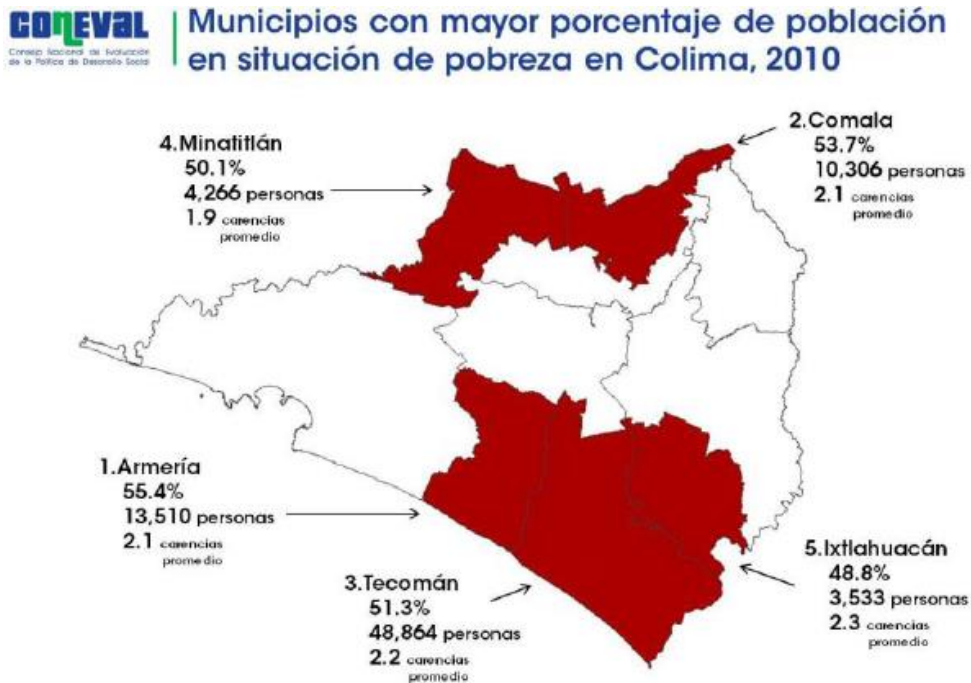 CONEVAL
Consejo Nacional de Evaluación
de la Política de Desarrollo Social
Municipios con mayor porcentaje de población
en situación de pobreza en Colima, 2010
4.Minatitlán
50.1%
4,266 personas
1.9 carencias
promedio
2.Comala
53.7%
10,306 personas
2.1 carencias
promedio
1.Armería
55.4%
13,510 personas
2.1 carencias
promedio
3.Tecomán
51.3%
48,864 personas
2.2 carencias
promedio
5.Ixtlahuacán
48.8%
3,533 personas
2.3 carencias
promedio